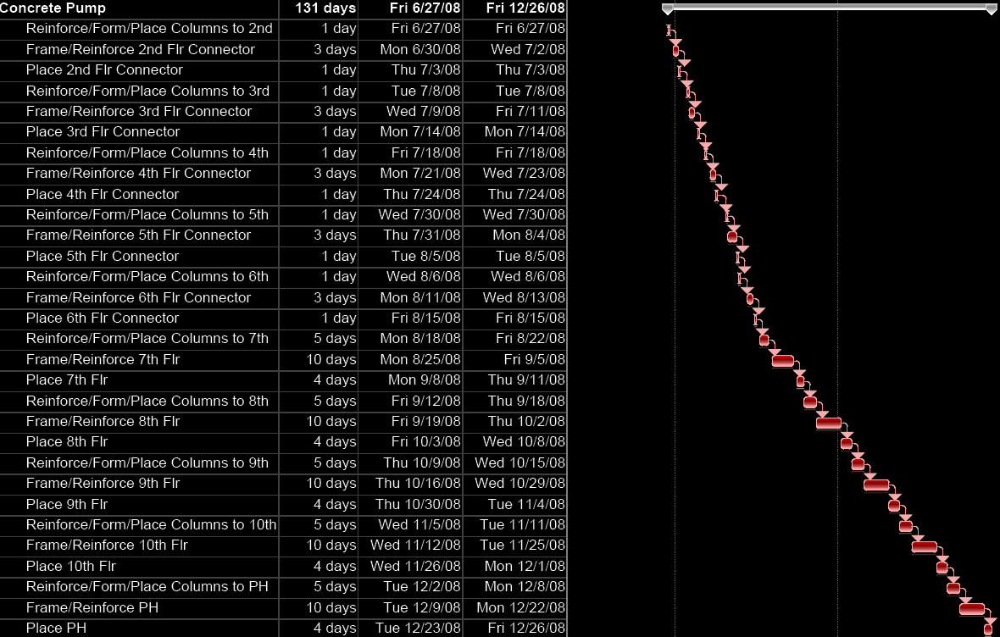 Concrete Pump 131 days Fri 6/27/08 Fri 12/26/08
Reinforce/Form/Place Columns to 2nd 1 day Fri 6/27/08 Fri 6/27/08
Frame/Reinforce 2nd Flr Connector 3 days Mon 6/30/08 Wed 7/2/08
Place 2nd Flr Connector 1 day Thu 7/3/08 Thu 7/3/08
Reinforce/Form/Place Columns to 3rd 1 day Tue 7/8/08 Tue 7/8/08
Frame/Reinforce 3rd Flr Connector 3 days Wed 7/9/08 Fri 7/11/08
Place 3rd Flr Connector 1 day Mon 7/14/08 Mon 7/14/08
Reinforce/Form/Place Columns to 4th 1 day Fri 7/18/08 Fri 7/18/08
Frame/Reinforce 4th Flr Connector 3 days Mon 7/21/08 Wed 7/23/08
Place 4th Flr Connector 1 day Thu 7/24/08 Thu 7/24/08
Reinforce/Form/Place Columns to 5th 1 day Wed 7/30/08 Wed 7/30/08
Frame/Reinforce 5th Flr Connector 3 days Thu 7/31/08 Mon 8/4/08
Place 5th Flr Connector 1 day Tue 8/5/08 Tue 8/5/08
Reinforce/Form/Place Columns to 6th 1 day Wed 8/6/08 Wed 8/6/08
Frame/Reinforce 6th Flr Connector 3 days Mon 8/11/08 Wed 8/13/08
Place 6th Flr Connector 1 day Fri 8/15/08 Fri 8/15/08
Reinforce/Form/Place Columns to 7th 5 days Mon 8/18/08 Fri 8/22/08
Frame/Reinforce 7th Flr 10 days Mon 8/25/08 Fri 9/5/08
Place 7th Flr 4 days Mon 9/8/08 Thu 9/11/08
Reinforce/Form/Place Columns to 8th 5 days Fri 9/12/08 Thu 9/18/08
Frame/Reinforce 8th Flr 10 days Fri 9/19/08 Thu 10/2/08
Place 8th Flr 4 days Fri 10/3/08 Wed 10/8/08
Reinforce/Form/Place Columns to 9th 5 days Thu 10/9/08 Wed 10/15/08
Frame/Reinforce 9th Flr 10 days Thu 10/16/08 Wed 10/29/08
Place 9th Flr 4 days Thu 10/30/08 Tue 11/4/08
Reinforce/Form/Place Columns to 10th 5 days Wed 11/5/08 Tue 11/11/08
Frame/Reinforce 10th Flr 10 days Wed 11/12/08 Tue 11/25/08
Place 10th Flr 4 days Wed 11/26/08 Mon 12/1/08
Reinforce/Form/Place Columns to PH 5 days Tue 12/2/08 Mon 12/8/08
Frame/Reinforce PH 10 days Tue 12/9/08 Mon 12/22/08
Place PH 4 days Tue 12/23/08 Fri 12/26/08